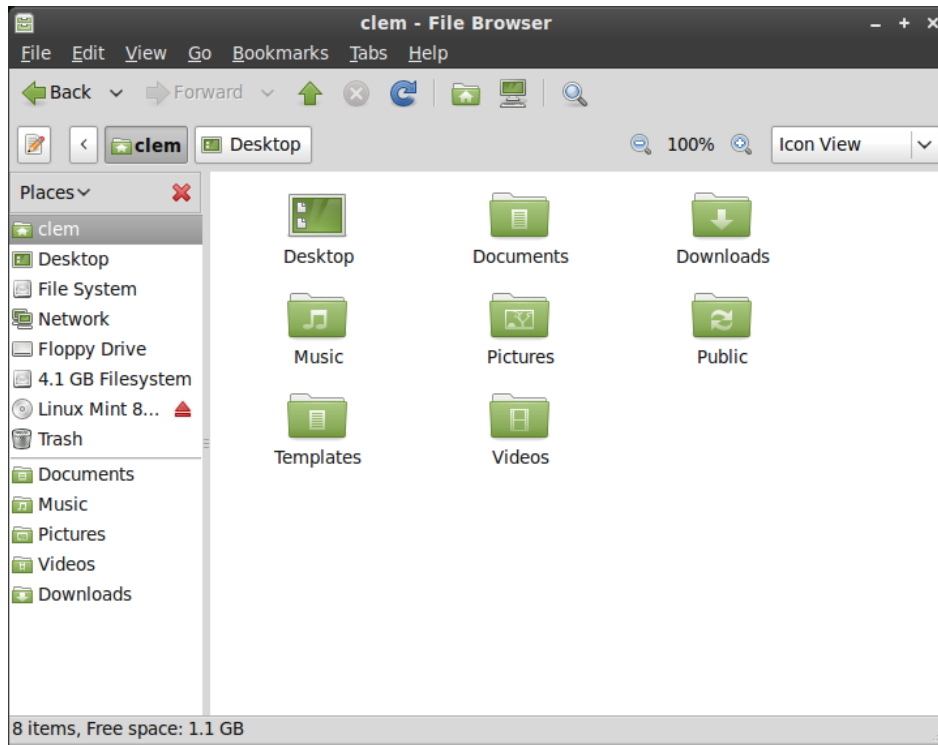 clem - File Browser
File Edit View Go Bookmarks Tabs Help
Back Forward
clem Desktop 100% Icon View
Places
clem
Desktop
File System
Network
Floppy Drive
4.1 GB Filesystem
Linux Mint 8...
Trash
Documents
Music
Pictures
Videos
Downloads
Desktop Documents Downloads
Music Pictures Public
Templates Videos
8 items, Free space: 1.1 GB